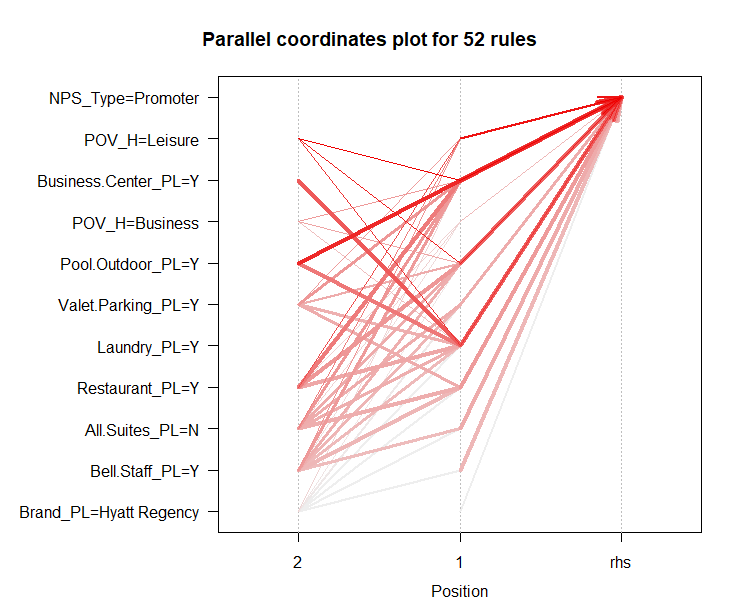 Parallel coordinates plot for 52 rules
NPS_Type=Promoter
POV_H=Leisure
Business.Center_PL=Y
POV_H=Business
Pool.Outdoor_PL=Y
Valet.Parking_PL=Y
Laundry_PL=Y
Restaurant_PL=Y
All.Suites_PL=N
Bell.Staff_PL=Y
Brand_PL=Hyatt Regency
2 1 rhs
Position